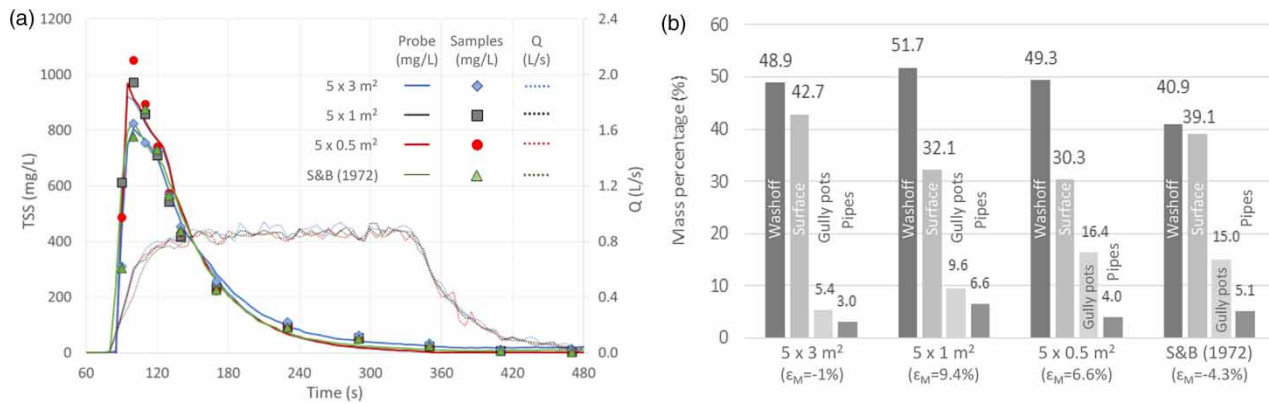 (a)
1200
1000
800
600
400
200
0
TSS (mg/L)
60
120
180
240
300
360
420
480
Time (s)
2.4
2.0
1.6
1.2
0.8
0.4
0.0
Q (L/s)
Probe Samples Q
(mg/L) (mg/L) (L/s)
5 x 3 m²
5 x 1 m²
5 x 0.5 m²
S&B (1972)
(b)
60
50
40
30
20
10
0
Mass percentage (%)
48.9
42.7
5.4
3.0
Washoff
Surface
Gully pots
Pipes
5 x 3 m²
(εM=-1%)
51.7
32.1
9.6
6.6
Washoff
Surface
Gully pots
Pipes
5 x 1 m²
(εM=9.4%)
49.3
30.3
16.4
4.0
Washoff
Surface
Gully pots
Pipes
5 x 0.5 m²
(εM=6.6%)
40.9
39.1
15.0
5.1
Washoff
Surface
Gully pots
Pipes
S&B (1972)
(εM=-4.3%)